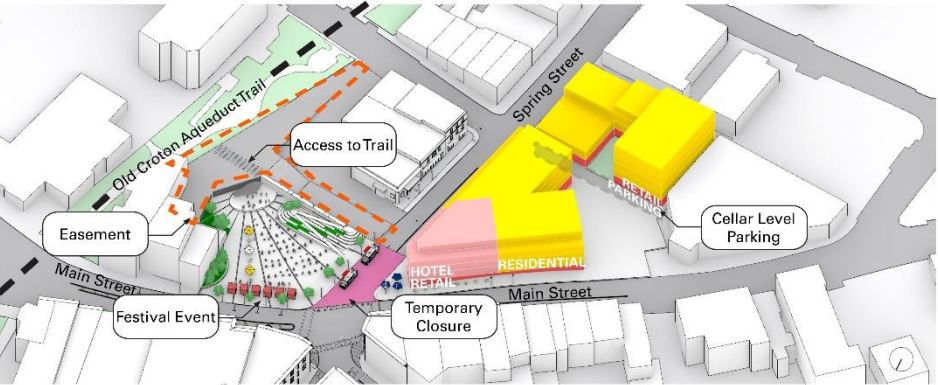 Old Croton Aqueduct Trail
Spring Street
Access to Trail
RETAIL
PARKING
Easement
Cellar Level
Parking
HOTEL
RETAIL
RESIDENTIAL
Main Street
Main Street
Festival Event
Temporary
Closure